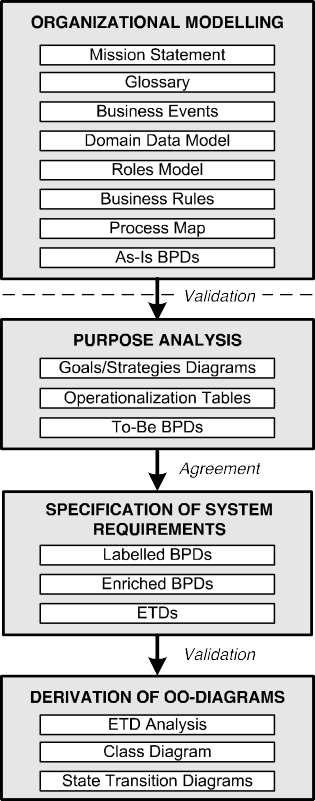 ORGANIZATIONAL MODELLING
Mission Statement
Glossary
Business Events
Domain Data Model
Roles Model
Business Rules
Process Map
As-Is BPDs
Validation
PURPOSE ANALYSIS
Goals/Strategies Diagrams
Operationalization Tables
To-Be BPDs
Agreement
SPECIFICATION OF SYSTEM
REQUIREMENTS
Labelled BPDs
Enriched BPDs
ETDs
Validation
DERIVATION OF OO-DIAGRAMS
ETD Analysis
Class Diagram
State Transition Diagrams